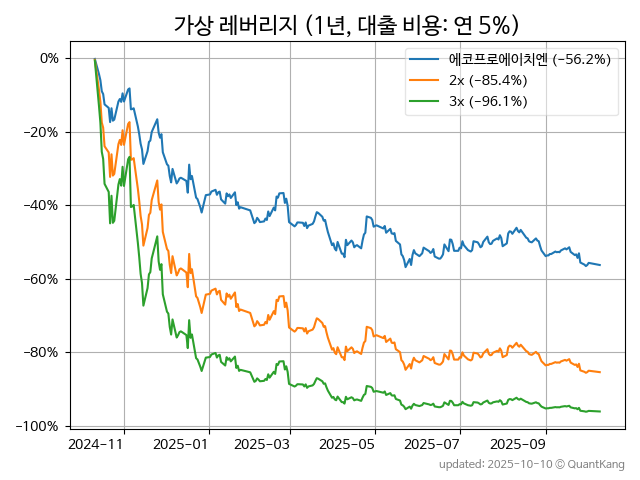 가상 레버리지 (1년, 대출 비용: 연 5%)
에코프로에이치엔 (−56.2%)
2x (−85.4%)
3x (−96.1%)
0%
−20%
−40%
−60%
−80%
−100%
2024-11 2025-01 2025-03 2025-05 2025-07 2025-09
updated: 2025-10-10 © QuantKang